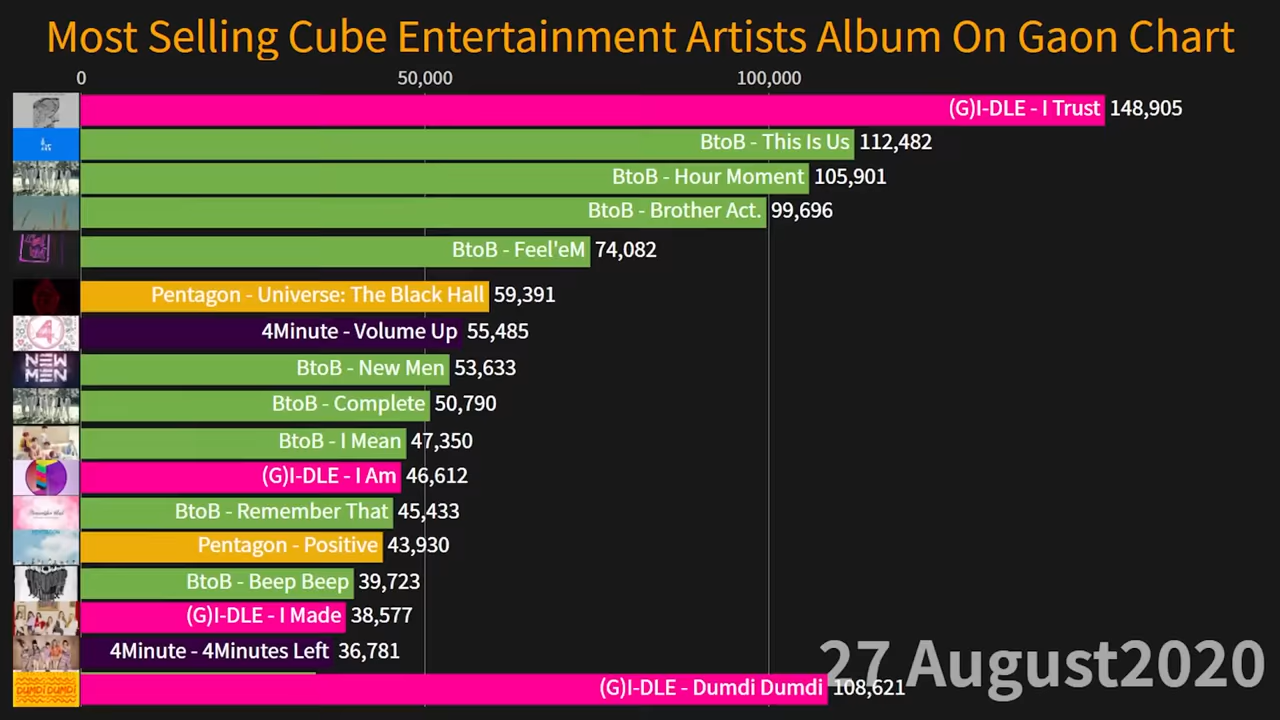 Most Selling Cube Entertainment Artists Album On Gaon Chart
0 50,000 100,000
(G)I-DLE - I Trust 148,905
BtoB - This Is Us 112,482
BtoB - Hour Moment 105,901
BtoB - Brother Act. 99,696
BtoB - Feel'eM 74,082
Pentagon - Universe: The Black Hall 59,391
4
4Minute - Volume Up 55,485
NEW MEN
BtoB - New Men 53,633
BtoB - Complete 50,790
BtoB - I Mean 47,350
(G)I-DLE - I Am 46,612
BtoB - Remember That 45,433
Pentagon - Positive 43,930
BtoB - Beep Beep 39,723
(G)I-DLE - I Made 38,577
4Minute - 4Minutes Left 36,781
27 August2020
DUMDI DUMDI
(G)I-DLE - Dumdi Dumdi 108,621